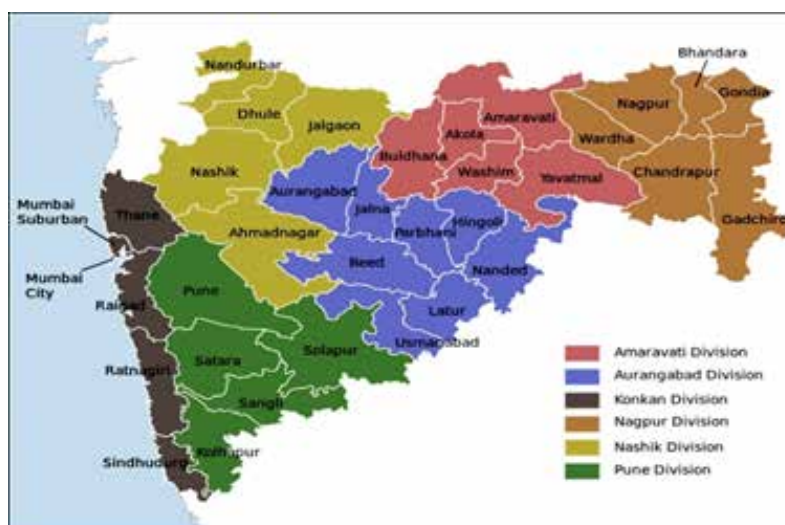 Nandurbar
Dhule
Jalgaon
Nashik
Ahmadnagar
Buldhana
Akola
Amaravati
Washim
Yavatmal
Wardha
Nagpur
Bhandara
Gondia
Chandrapur
Gadchiro
Aurangabad
Jalna
Parbhani
Hingoli
Beed
Nanded
Latur
Usmanabad
Thane
Mumbai
Suburban
Mumbai
City
Raigad
Ratnagiri
Sindhudurg
Pune
Satara
Solapur
Sangli
Kolhapur
Amaravati Division
Aurangabad Division
Konkan Division
Nagpur Division
Nashik Division
Pune Division